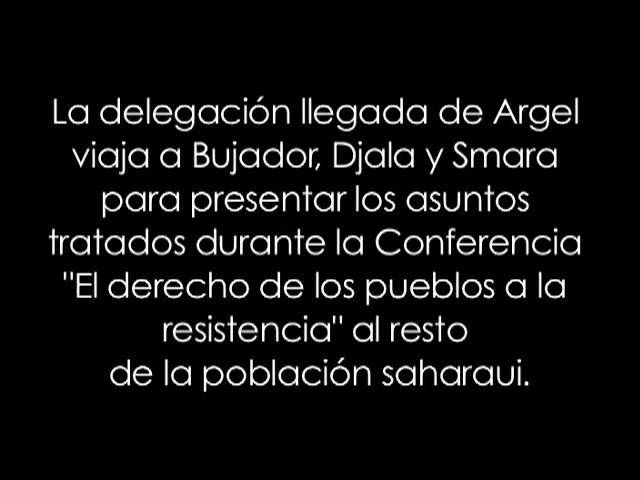 La delegación llegada de Argel
viaja a Bujador, Djala y Smara
para presentar los asuntos
tratados durante la Conferencia
"El derecho de los pueblos a la
resistencia" al resto
de la población saharaui.